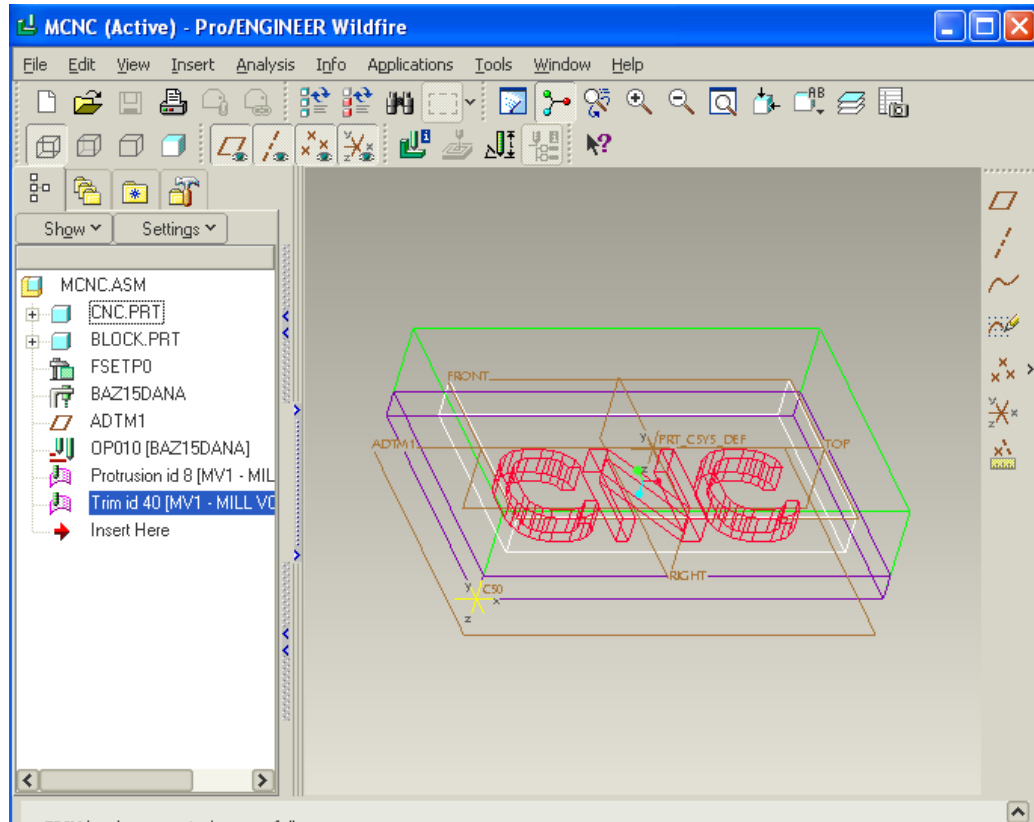 MCNC (Active) - Pro/ENGINEER Wildfire
File Edit View Insert Analysis Info Applications Tools Window Help
Show Settings
MCNC.ASM
CNC.PRT
BLOCK.PRT
FSETP0
BAZ15DANA
ADTM1
OP010 [BAZ15DANA]
Protrusion id 8 [MV1 - MIL
Trim id 40 [MV1 - MILL VO
Insert Here
FRONT
ADTM1
y PRT_CSYS_DEF
TOP
z
CNC
RIGHT
y C50
x
z